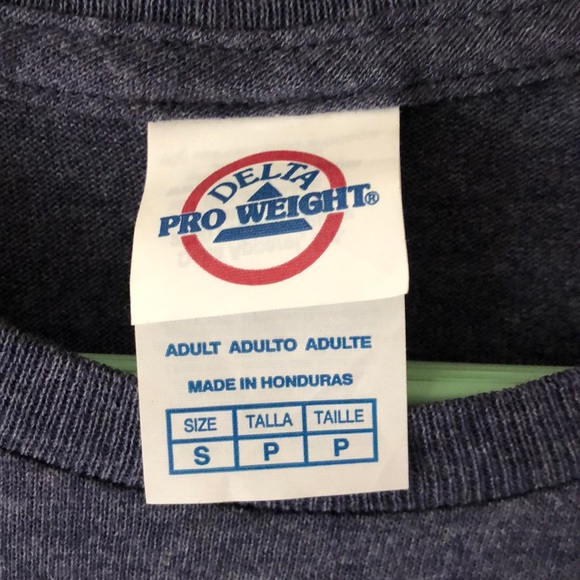 DELTA
PRO WEIGHT®
ADULT ADULTO ADULTE
MADE IN HONDURAS
SIZE TALLA TAILLE
S P P